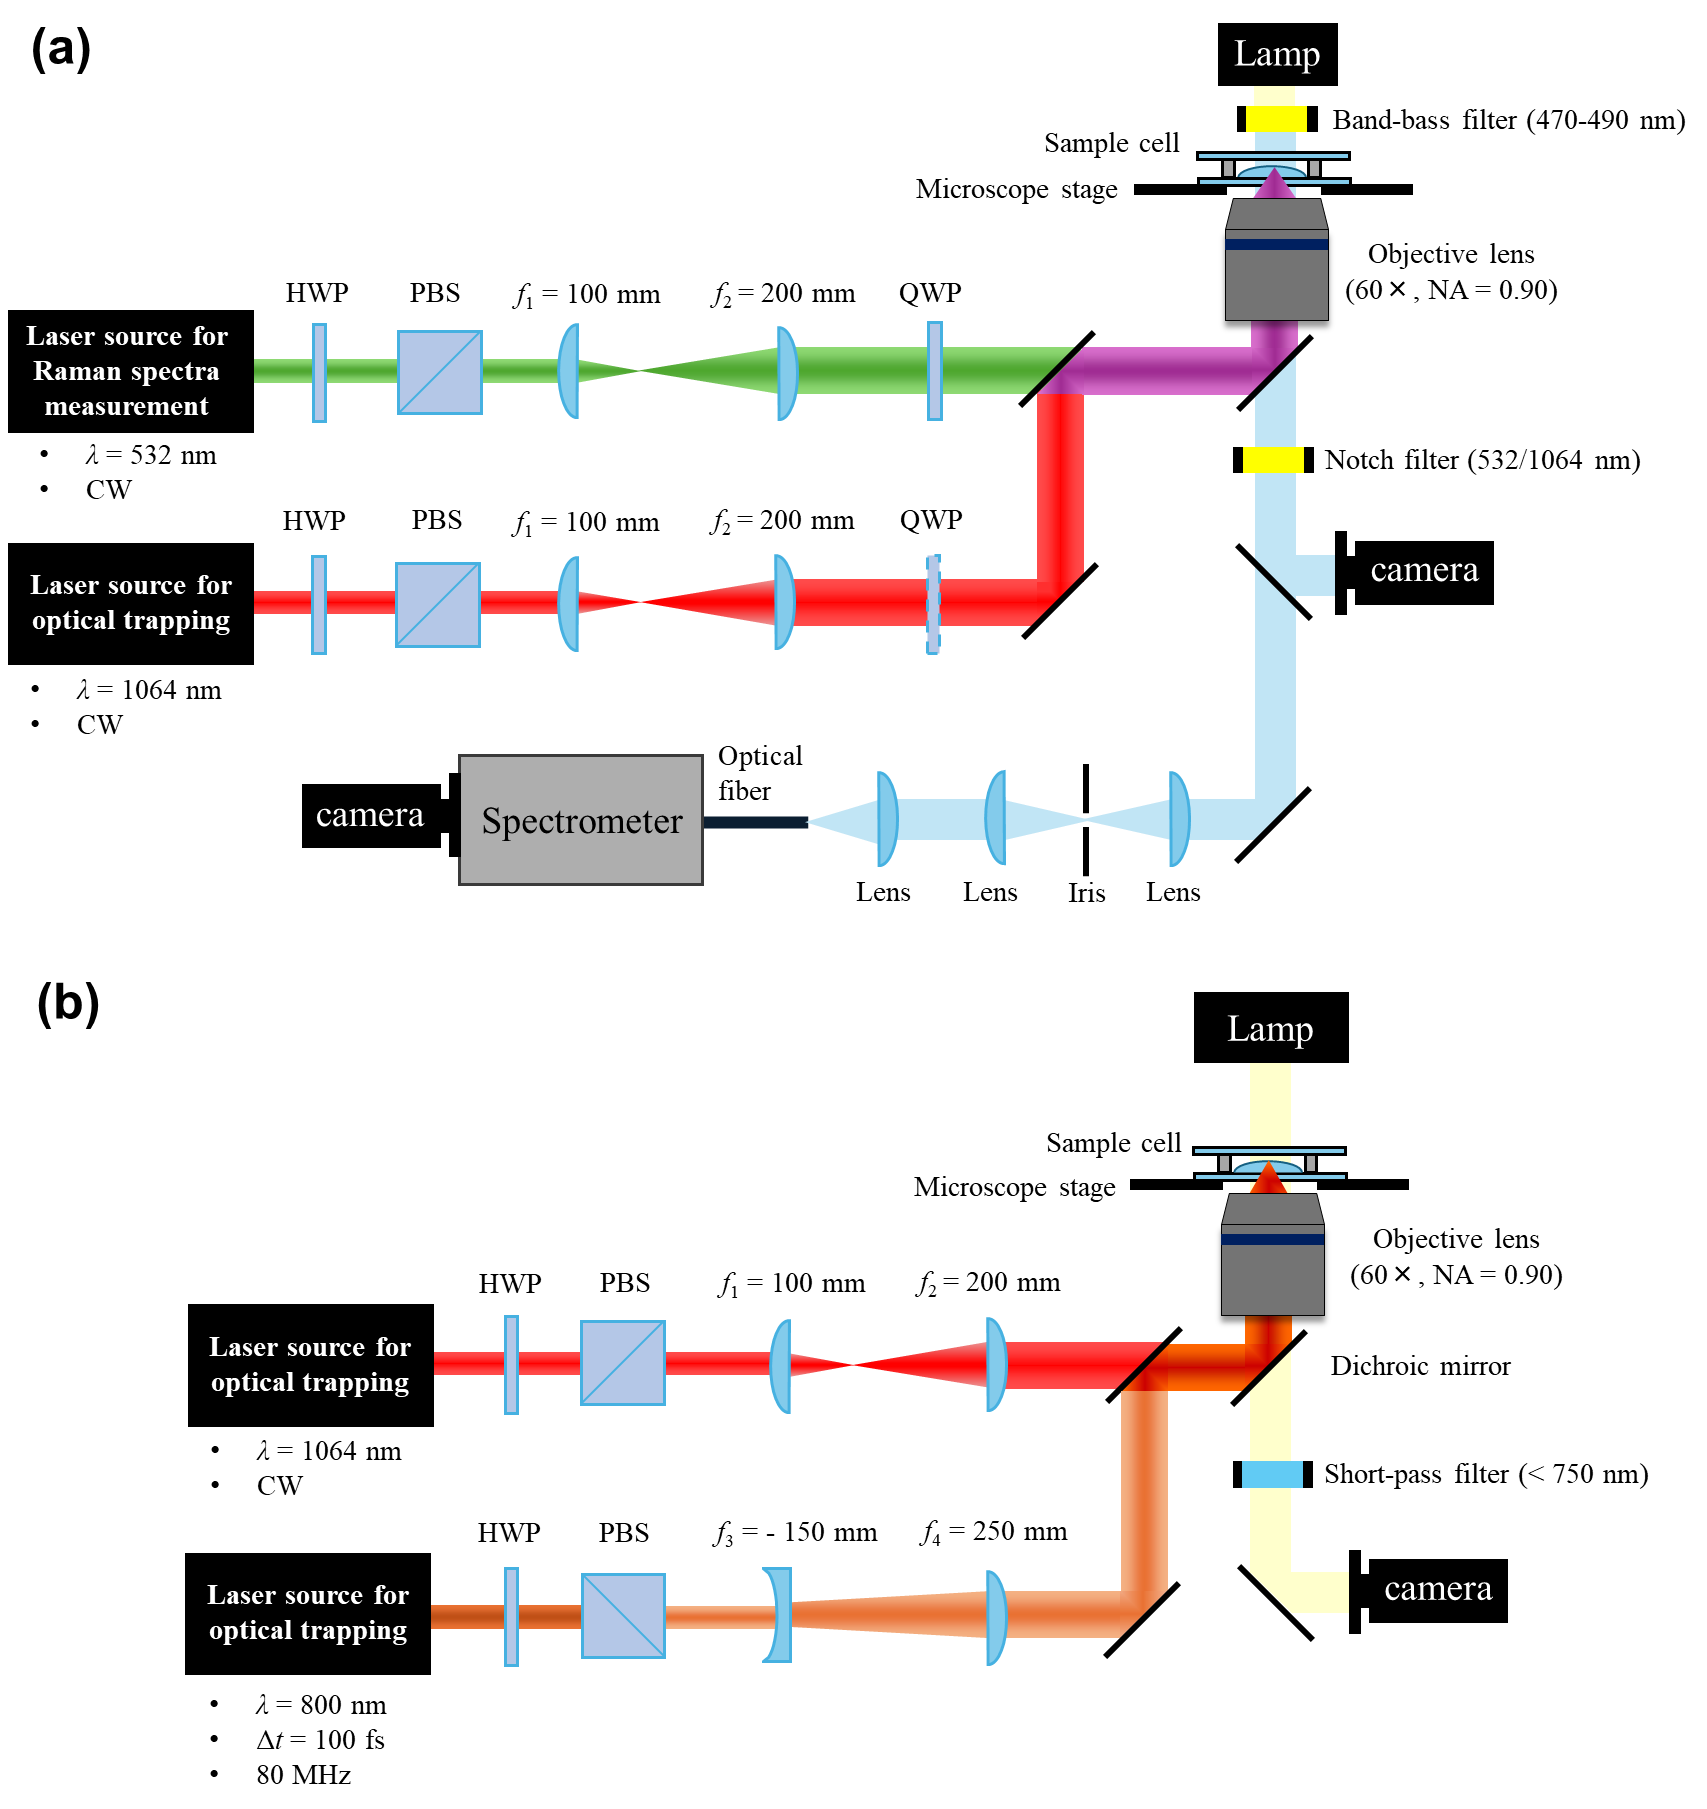 (a)
Lamp
Band-bass filter (470-490 nm)
Sample cell
Microscope stage
Objective lens
(60×, NA = 0.90)
HWP
PBS
f1 = 100 mm
f2 = 200 mm
QWP
Laser source for
Raman spectra
measurement
• λ = 532 nm
• CW
Notch filter (532/1064 nm)
HWP
PBS
f1 = 100 mm
f2 = 200 mm
QWP
Laser source for
optical trapping
• λ = 1064 nm
• CW
camera
Optical
fiber
camera
Spectrometer
Lens
Lens
Iris
Lens
(b)
Lamp
Sample cell
Microscope stage
Objective lens
(60×, NA = 0.90)
HWP
PBS
f1 = 100 mm
f2 = 200 mm
Laser source for
optical trapping
Dichroic mirror
• λ = 1064 nm
• CW
Short-pass filter (< 750 nm)
HWP
PBS
f3 = - 150 mm
f4 = 250 mm
Laser source for
optical trapping
camera
• λ = 800 nm
• Δt = 100 fs
• 80 MHz